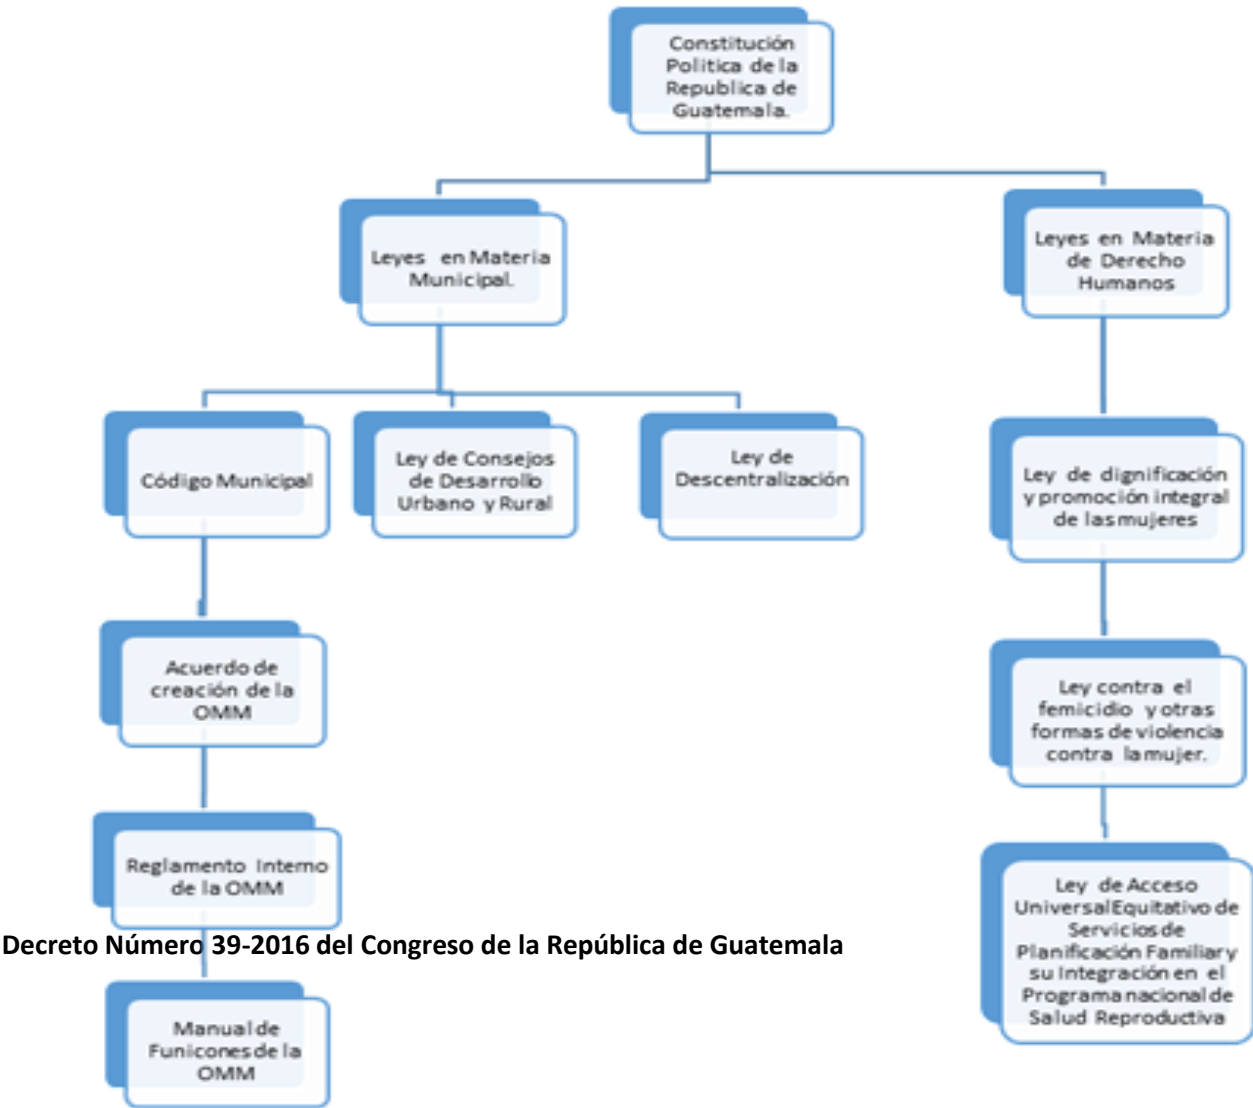 Constitución
Politica de la
Republica de
Guatemala.
Leyes en Materia
Municipal.
Leyes en Materia
de Derecho
Humanos
Código Municipal
Ley de Consejos
de Desarrollo
Urbano y Rural
Ley de
Descentralización
Ley de dignificación
y promoción integral
de las mujeres
Acuerdo de
creación de la
OMM
Ley contra el
femicidio y otras
formas de violencia
contra la mujer.
Reglamento Interno
de la OMM
Ley de Acceso
Universal Equitativo de
Servicios de
Planificación Familiar y
su Integración en el
Programa nacional de
Salud Reproductiva
Decreto Número 39-2016 del Congreso de la República de Guatemala
Manual de
Funicones de la
OMM